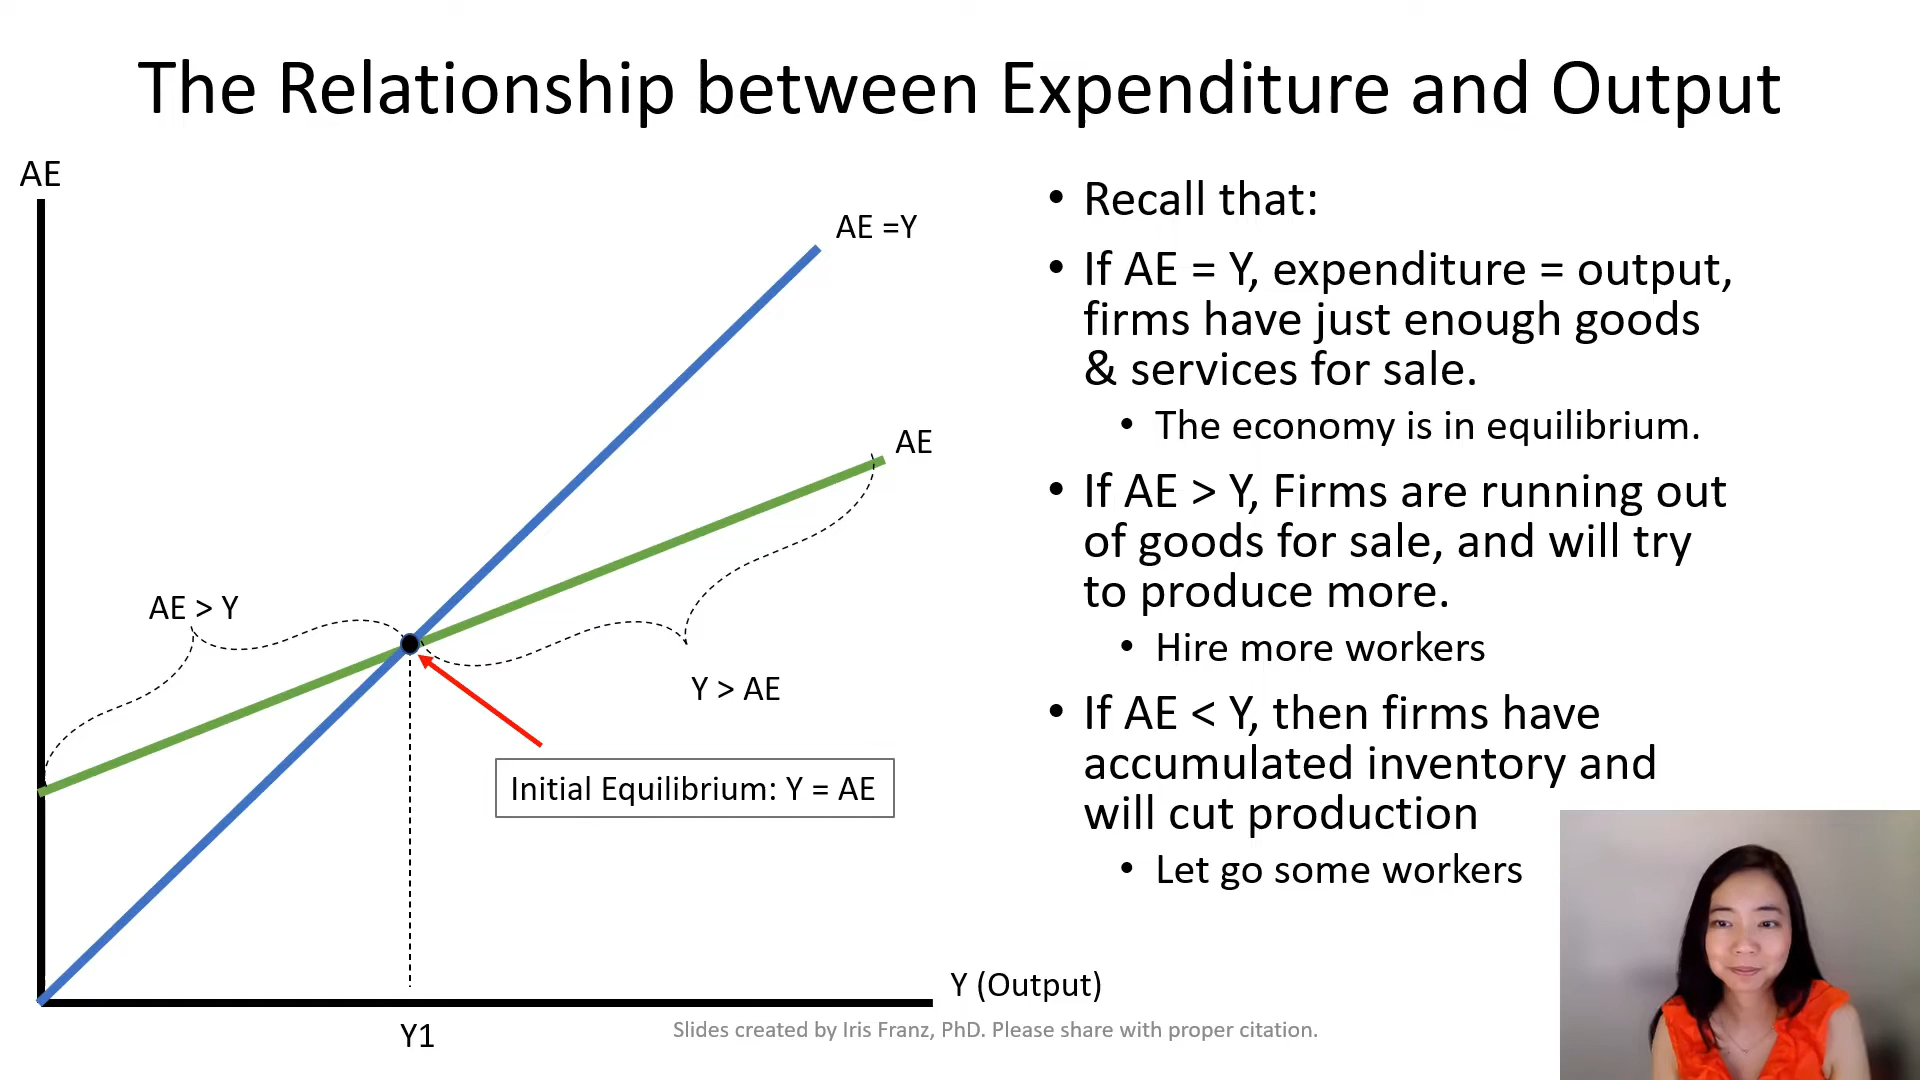 The Relationship between Expenditure and Output
AE
AE =Y
AE
AE > Y
Y > AE
Initial Equilibrium: Y = AE
Y (Output)
Y1
• Recall that:
• If AE = Y, expenditure = output,
firms have just enough goods
& services for sale.
• The economy is in equilibrium.
• If AE > Y, Firms are running out
of goods for sale, and will try
to produce more.
• Hire more workers
• If AE < Y, then firms have
accumulated inventory and
will cut production
• Let go some workers
Slides created by Iris Franz, PhD. Please share with proper citation.